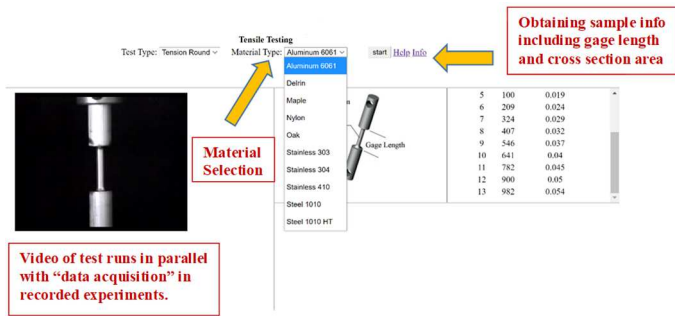 Tensile Testing
Test Type: Tension Round Material Type: Aluminum 6061 start Help Info
Obtaining sample info
including gage length
and cross section area
Aluminum 6061
Delrin
Maple
Nylon
Oak
Stainless 303
Stainless 304
Stainless 410
Steel 1010
Steel 1010 HT
Material
Selection
Gage Length
5 100 0.019
6 209 0.024
7 324 0.029
8 407 0.032
9 546 0.037
10 641 0.04
11 782 0.045
12 900 0.05
13 982 0.054
Video of test runs in parallel
with “data acquisition” in
recorded experiments.